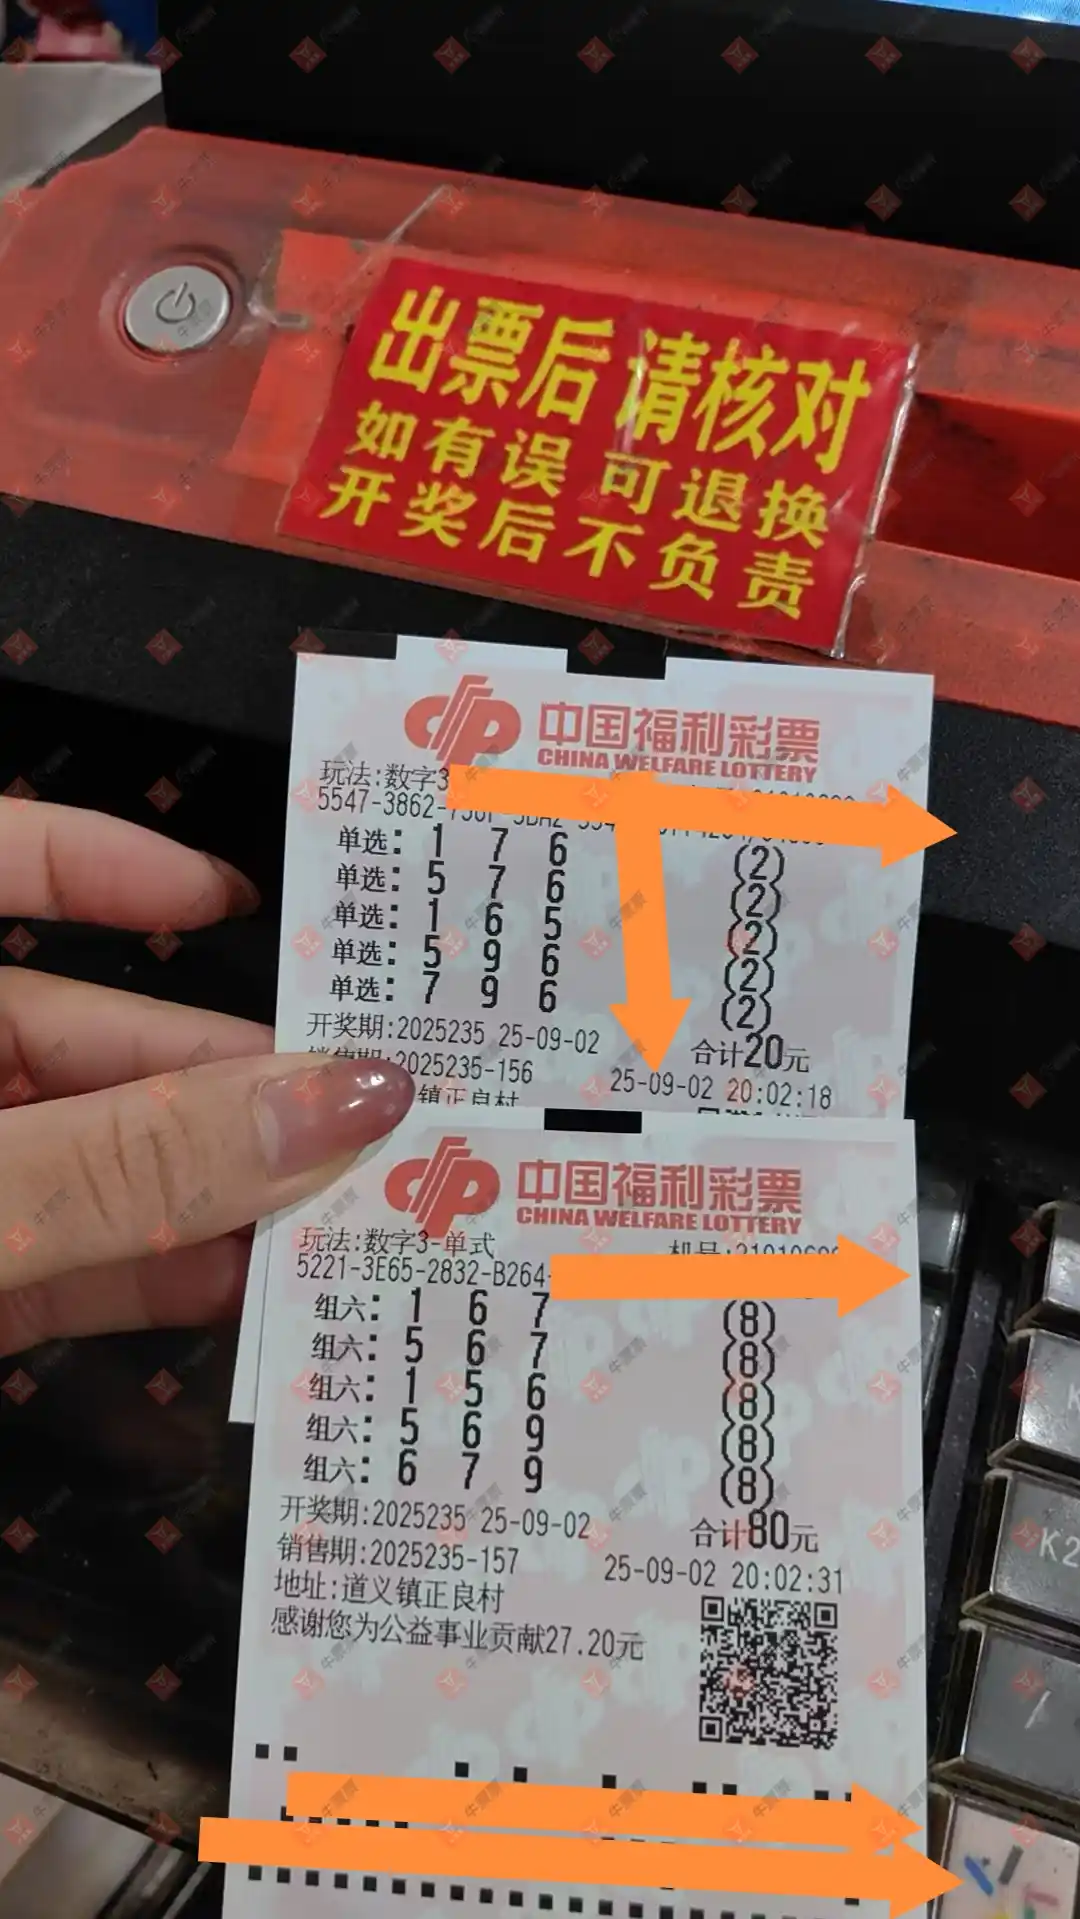 出票后请核对
如有误 可退换
开奖后不负责
中国福利彩票
CHINA WELFARE LOTTERY
玩法:数字3
5547-3862-
单选: 1 7 6 (2)
单选: 5 7 6 (2)
单选: 1 6 5 (2)
单选: 5 9 6 (2)
单选: 7 9 6 (2)
开奖期:2025235 25-09-02 合计20元
销售期:2025235-156 25-09-02 20:02:18
镇正良村
中国福利彩票
CHINA WELFARE LOTTERY
玩法:数字3-单式 机号:
5221-3E65-2832-B264-
组六: 1 6 7 (8)
组六: 5 6 7 (8)
组六: 1 5 6 (8)
组六: 5 6 9 (8)
组六: 6 7 9 (8)
开奖期:2025235 25-09-02 合计80元
销售期:2025235-157 25-09-02 20:02:31
地址:道义镇正良村
感谢您为公益事业贡献27.20元
K2
/